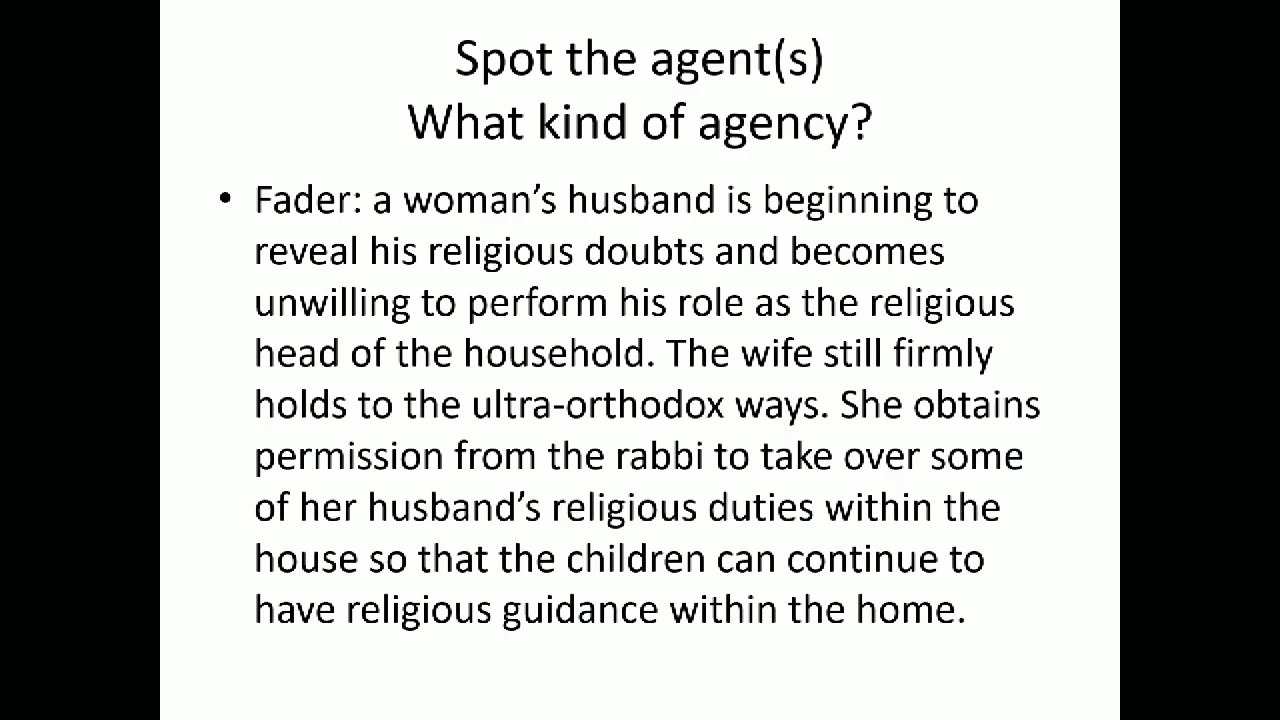 Spot the agent(s)
What kind of agency?
• Fader: a woman’s husband is beginning to
reveal his religious doubts and becomes
unwilling to perform his role as the religious
head of the household. The wife still firmly
holds to the ultra-orthodox ways. She obtains
permission from the rabbi to take over some
of her husband’s religious duties within the
house so that the children can continue to
have religious guidance within the home.